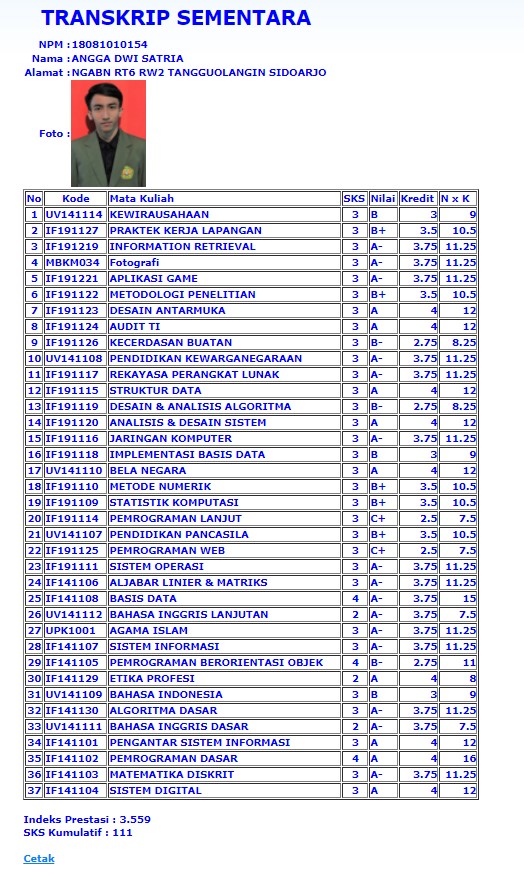 TRANSKRIP SEMENTARA
NPM : 18081010154
Nama : ANGGA DWI SATRIA
Alamat : NGABN RT6 RW2 TANGGUOLANGIN SIDOARJO
Foto :
No Kode Mata Kuliah SKS Nilai Kredit N x K
1 UV141114 KEWIRAUSAHAAN 3 B 3 9
2 IF191127 PRAKTEK KERJA LAPANGAN 3 B+ 3.5 10.5
3 IF191219 INFORMATION RETRIEVAL 3 A- 3.75 11.25
4 MBKM034 Fotografi 3 A- 3.75 11.25
5 IF191221 APLIKASI GAME 3 A- 3.75 11.25
6 IF191122 METODOLOGI PENELITIAN 3 B+ 3.5 10.5
7 IF191123 DESAIN ANTARMUKA 3 A 4 12
8 IF191124 AUDIT TI 3 A 4 12
9 IF191126 KECERDASAN BUATAN 3 B- 2.75 8.25
10 UV141108 PENDIDIKAN KEWARGANEGARAAN 3 A- 3.75 11.25
11 IF191117 REKAYASA PERANGKAT LUNAK 3 A- 3.75 11.25
12 IF191115 STRUKTUR DATA 3 A 4 12
13 IF191119 DESAIN & ANALISIS ALGORITMA 3 B- 2.75 8.25
14 IF191120 ANALISIS & DESAIN SISTEM 3 A 4 12
15 IF191116 JARINGAN KOMPUTER 3 A- 3.75 11.25
16 IF191118 IMPLEMENTASI BASIS DATA 3 B 3 9
17 UV141110 BELA NEGARA 3 A 4 12
18 IF191110 METODE NUMERIK 3 B+ 3.5 10.5
19 IF191109 STATISTIK KOMPUTASI 3 B+ 3.5 10.5
20 IF191114 PEMROGRAMAN LANJUT 3 C+ 2.5 7.5
21 UV141107 PENDIDIKAN PANCASILA 3 B+ 3.5 10.5
22 IF191125 PEMROGRAMAN WEB 3 C+ 2.5 7.5
23 IF191111 SISTEM OPERASI 3 A- 3.75 11.25
24 IF141106 ALJABAR LINIER & MATRIKS 3 A- 3.75 11.25
25 IF141108 BASIS DATA 4 A- 3.75 15
26 UV141112 BAHASA INGGRIS LANJUTAN 2 A- 3.75 7.5
27 UPK1001 AGAMA ISLAM 3 A- 3.75 11.25
28 IF141107 SISTEM INFORMASI 3 A- 3.75 11.25
29 IF141105 PEMROGRAMAN BERORIENTASI OBJEK 4 B- 2.75 11
30 IF141129 ETIKA PROFESI 2 A 4 8
31 UV141109 BAHASA INDONESIA 3 B 3 9
32 IF141130 ALGORITMA DASAR 3 A- 3.75 11.25
33 UV141111 BAHASA INGGRIS DASAR 2 A- 3.75 7.5
34 IF141101 PENGANTAR SISTEM INFORMASI 3 A 4 12
35 IF141102 PEMROGRAMAN DASAR 4 A 4 16
36 IF141103 MATEMATIKA DISKRIT 3 A- 3.75 11.25
37 IF141104 SISTEM DIGITAL 3 A 4 12
Indeks Prestasi : 3.559
SKS Kumulatif : 111
Cetak